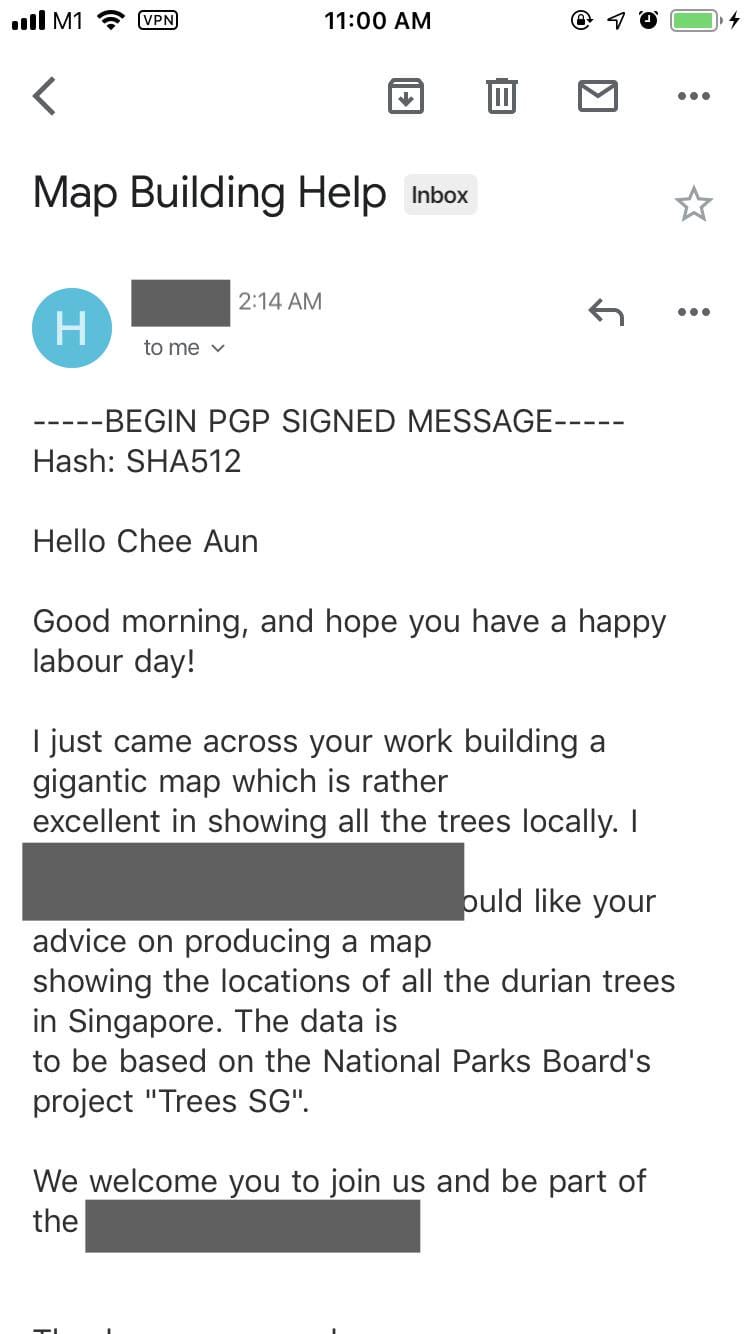 M1 VPN 11:00 AM
Map Building Help Inbox
H 2:14 AM
to me
-----BEGIN PGP SIGNED MESSAGE-----
Hash: SHA512
Hello Chee Aun
Good morning, and hope you have a happy
labour day!
I just came across your work building a
gigantic map which is rather
excellent in showing all the trees locally. I
ould like your
advice on producing a map
showing the locations of all the durian trees
in Singapore. The data is
to be based on the National Parks Board's
project "Trees SG".
We welcome you to join us and be part of
the